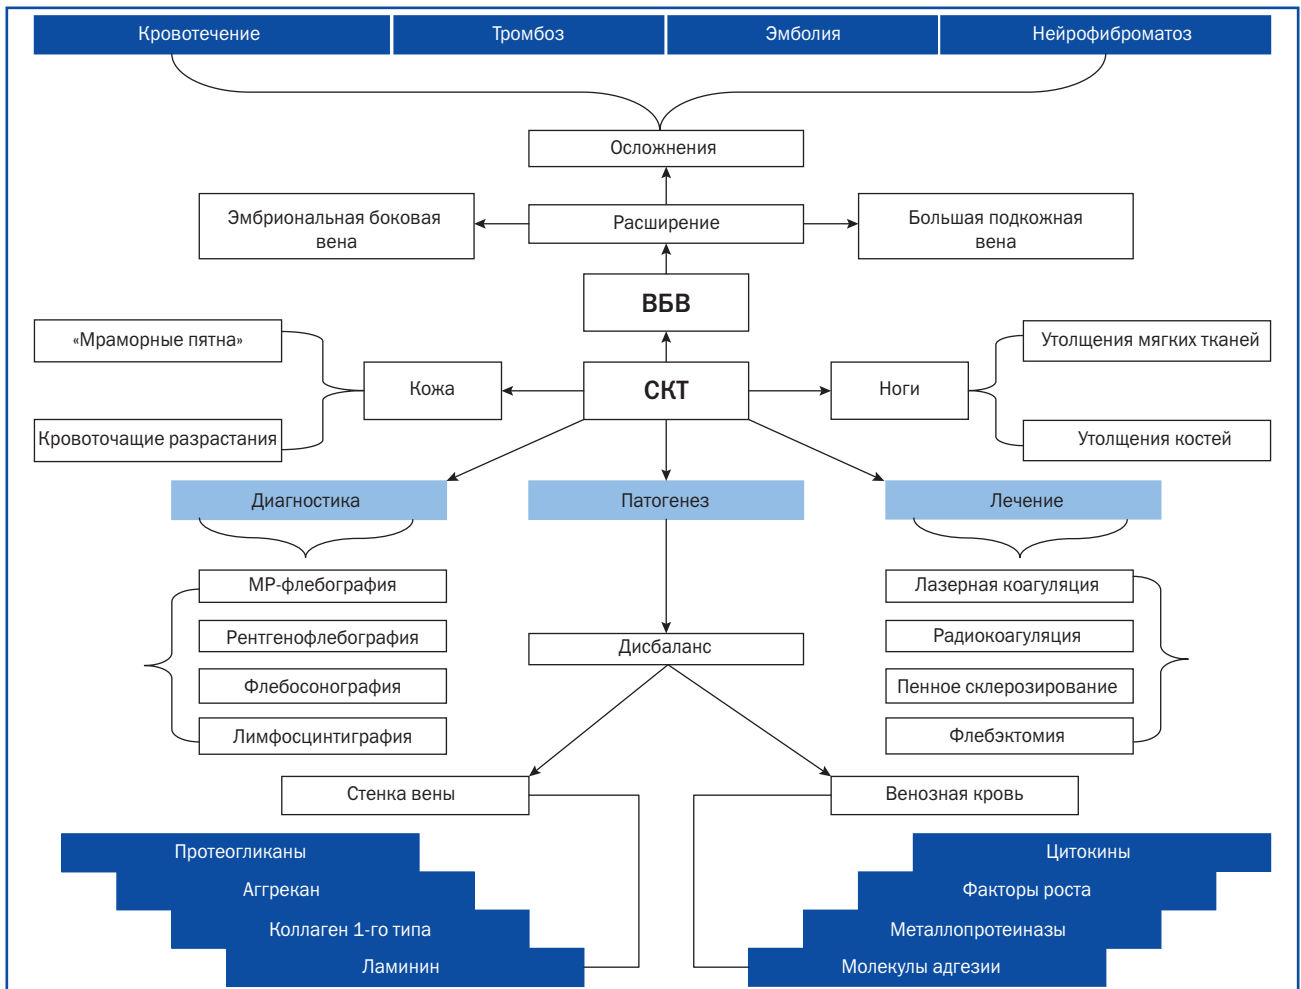 Кровотечение
Тромбоз
Эмболия
Нейрофиброматоз
Осложнения
Эмбриональная боковая
вена
Расширение
Большая подкожная
вена
ВБВ
«Мраморные пятна»
Утолщения мягких тканей
Кожа
СКТ
Ноги
Кровоточащие разрастания
Утолщения костей
Диагностика
Патогенез
Лечение
МР-флебография
Рентгенофлебография
Флебосонография
Лимфосцинтиграфия
Дисбаланс
Лазерная коагуляция
Радиокоагуляция
Пенное склерозирование
Флебэктомия
Стенка вены
Венозная кровь
Протеогликаны
Аггрекан
Коллаген 1-го типа
Ламинин
Цитокины
Факторы роста
Металлопротеиназы
Молекулы адгезии